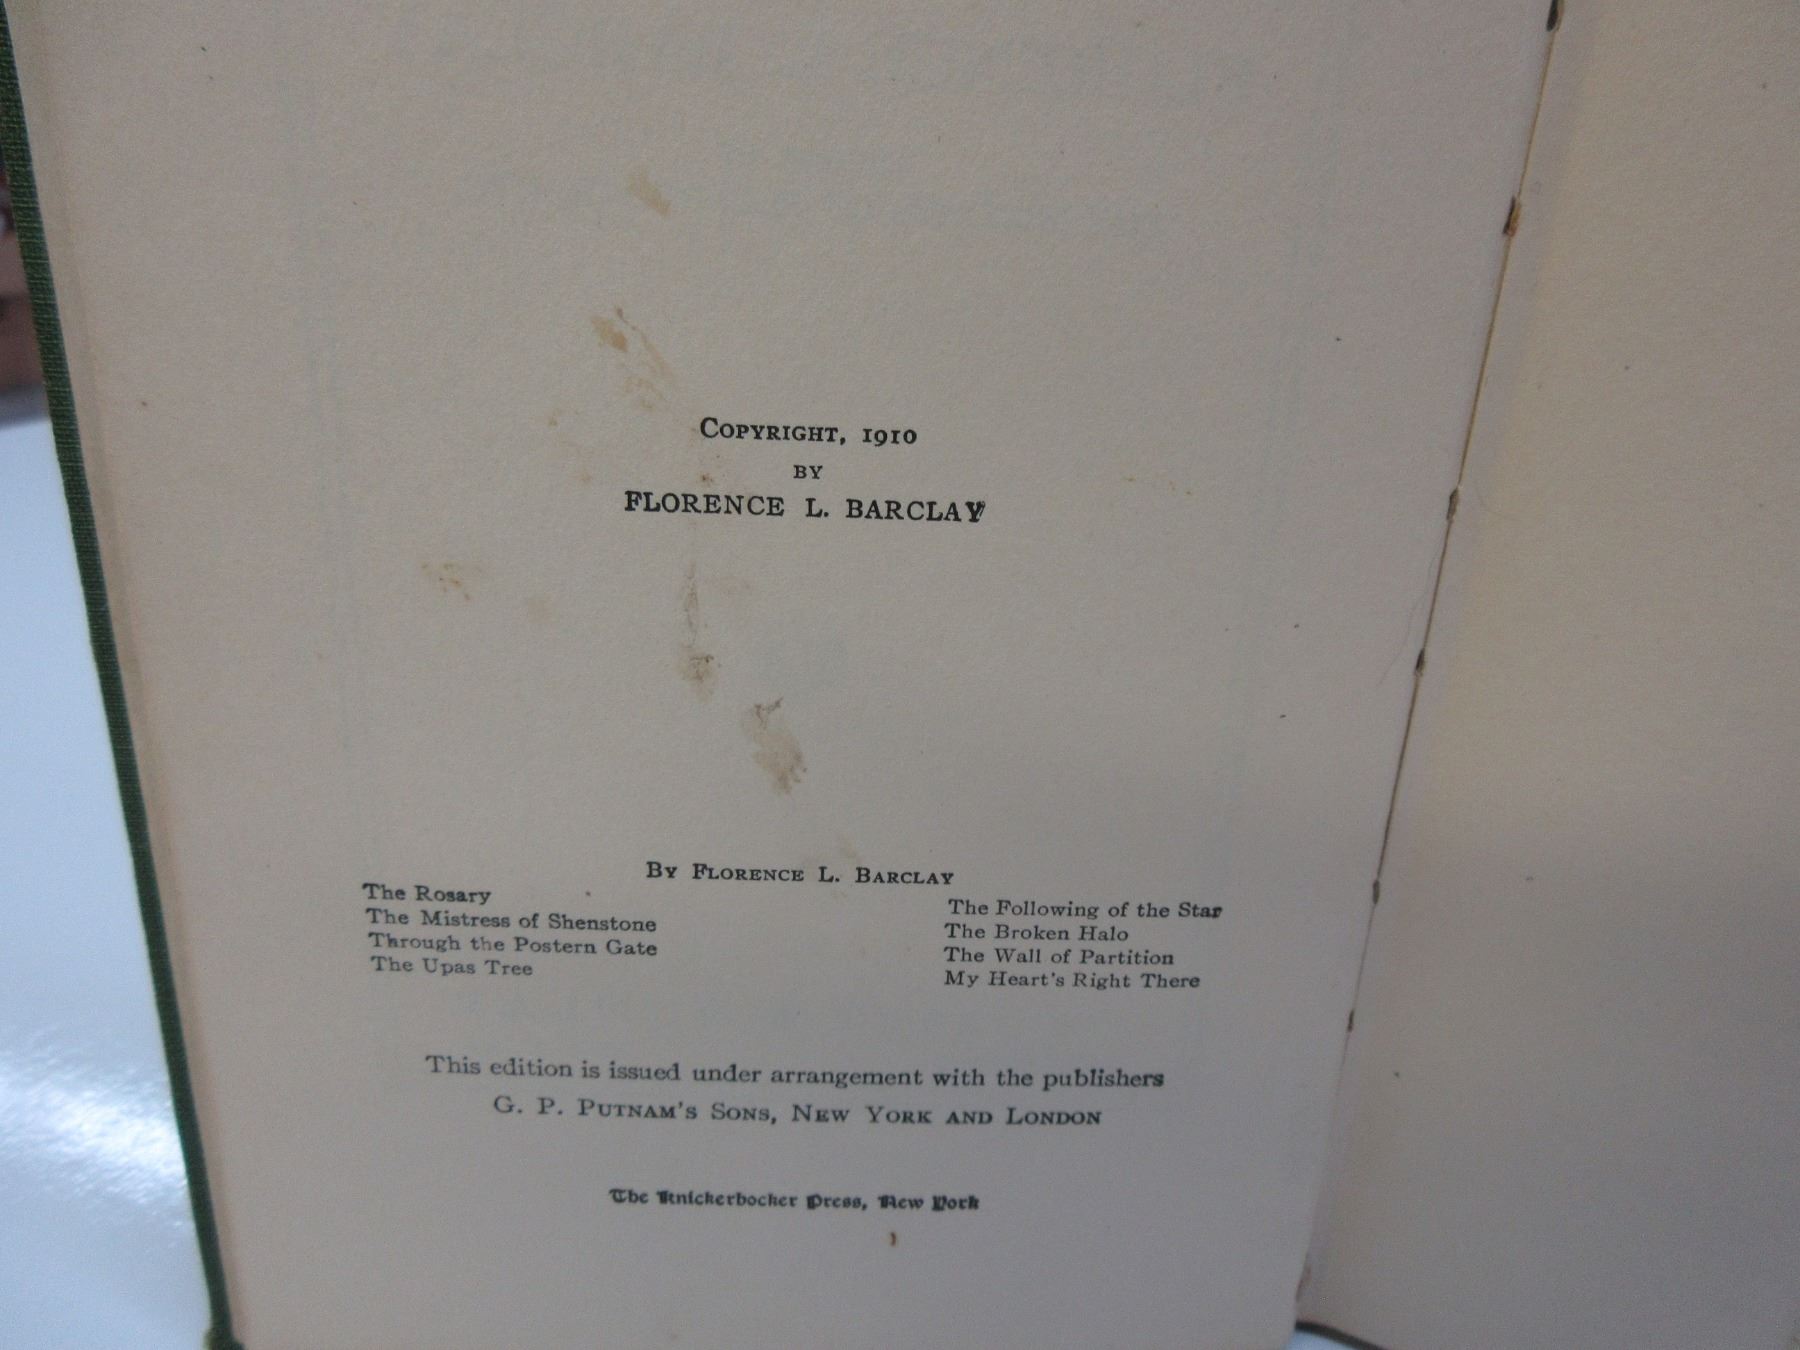 COPYRIGHT, 1910
BY
FLORENCE L. BARCLAY
BY FLORENCE L. BARCLAY
The Rosary
The Mistress of Shenstone
Through the Postern Gate
The Upas Tree
The Following of the Star
The Broken Halo
The Wall of Partition
My Heart's Right There
This edition is issued under arrangement with the publishers
G. P. PUTNAM'S SONS, NEW YORK AND LONDON
The Knickerbocker Press, New York